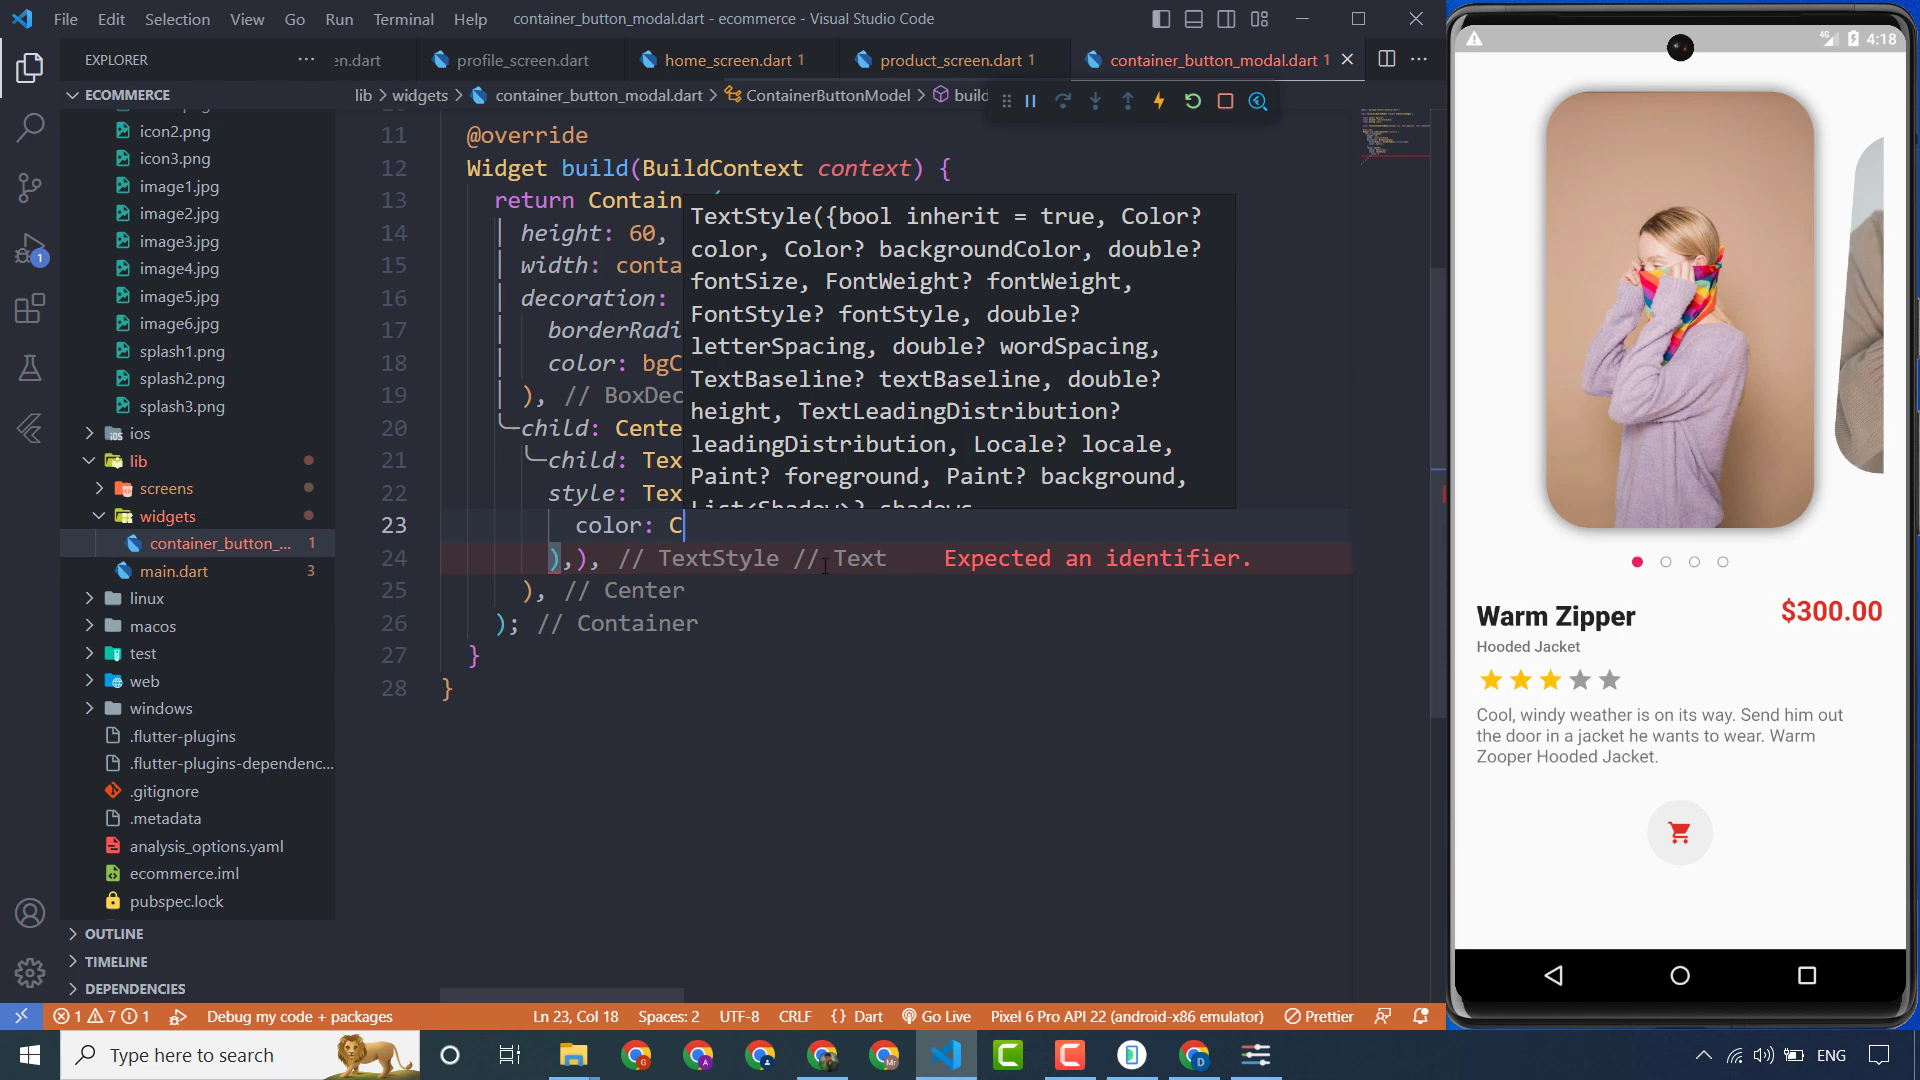 File Edit Selection View Go Run Terminal Help container_button_modal.dart - ecommerce - Visual Studio Code
EXPLORER
en.dart profile_screen.dart home_screen.dart 1 product_screen.dart 1 container_button_modal.dart 1
ECOMMERCE
lib > widgets > container_button_modal.dart > ContainerButtonModel > build
icon2.png
icon3.png
image1.jpg
image2.jpg
image3.jpg
image4.jpg
image5.jpg
image6.jpg
splash1.png
splash2.png
splash3.png
ios
lib
screens
widgets
container_button_... 1
main.dart 3
linux
macos
test
web
windows
.flutter-plugins
.flutter-plugins-dependenc...
.gitignore
.metadata
analysis_options.yaml
ecommerce.iml
pubspec.lock
OUTLINE
TIMELINE
DEPENDENCIES
1
11 @override
12 Widget build(BuildContext context) {
13 return Contain
14 height: 60,
15 width: conta
16 decoration:
17 borderRadi
18 color: bgC
19 ), // BoxDec
20 child: Cente
21 child: Tex
22 style: Tex
23 color: C
24 ),), // TextStyle // Text Expected an identifier.
25 ), // Center
26 ); // Container
27 }
28 }
TextStyle({bool inherit = true, Color?
color, Color? backgroundColor, double?
fontSize, FontWeight? fontWeight,
FontStyle? fontStyle, double?
letterSpacing, double? wordSpacing,
TextBaseline? textBaseline, double?
height, TextLeadingDistribution?
leadingDistribution, Locale? locale,
Paint? foreground, Paint? background,
List<Shadow>? shadows
4G 4:18
Warm Zipper $300.00
Hooded Jacket
Cool, windy weather is on its way. Send him out
the door in a jacket he wants to wear. Warm
Zooper Hooded Jacket.
1 7 1 Debug my code + packages Ln 23, Col 18 Spaces: 2 UTF-8 CRLF {} Dart Go Live Pixel 6 Pro API 22 (android-x86 emulator) Prettier
Type here to search ENG